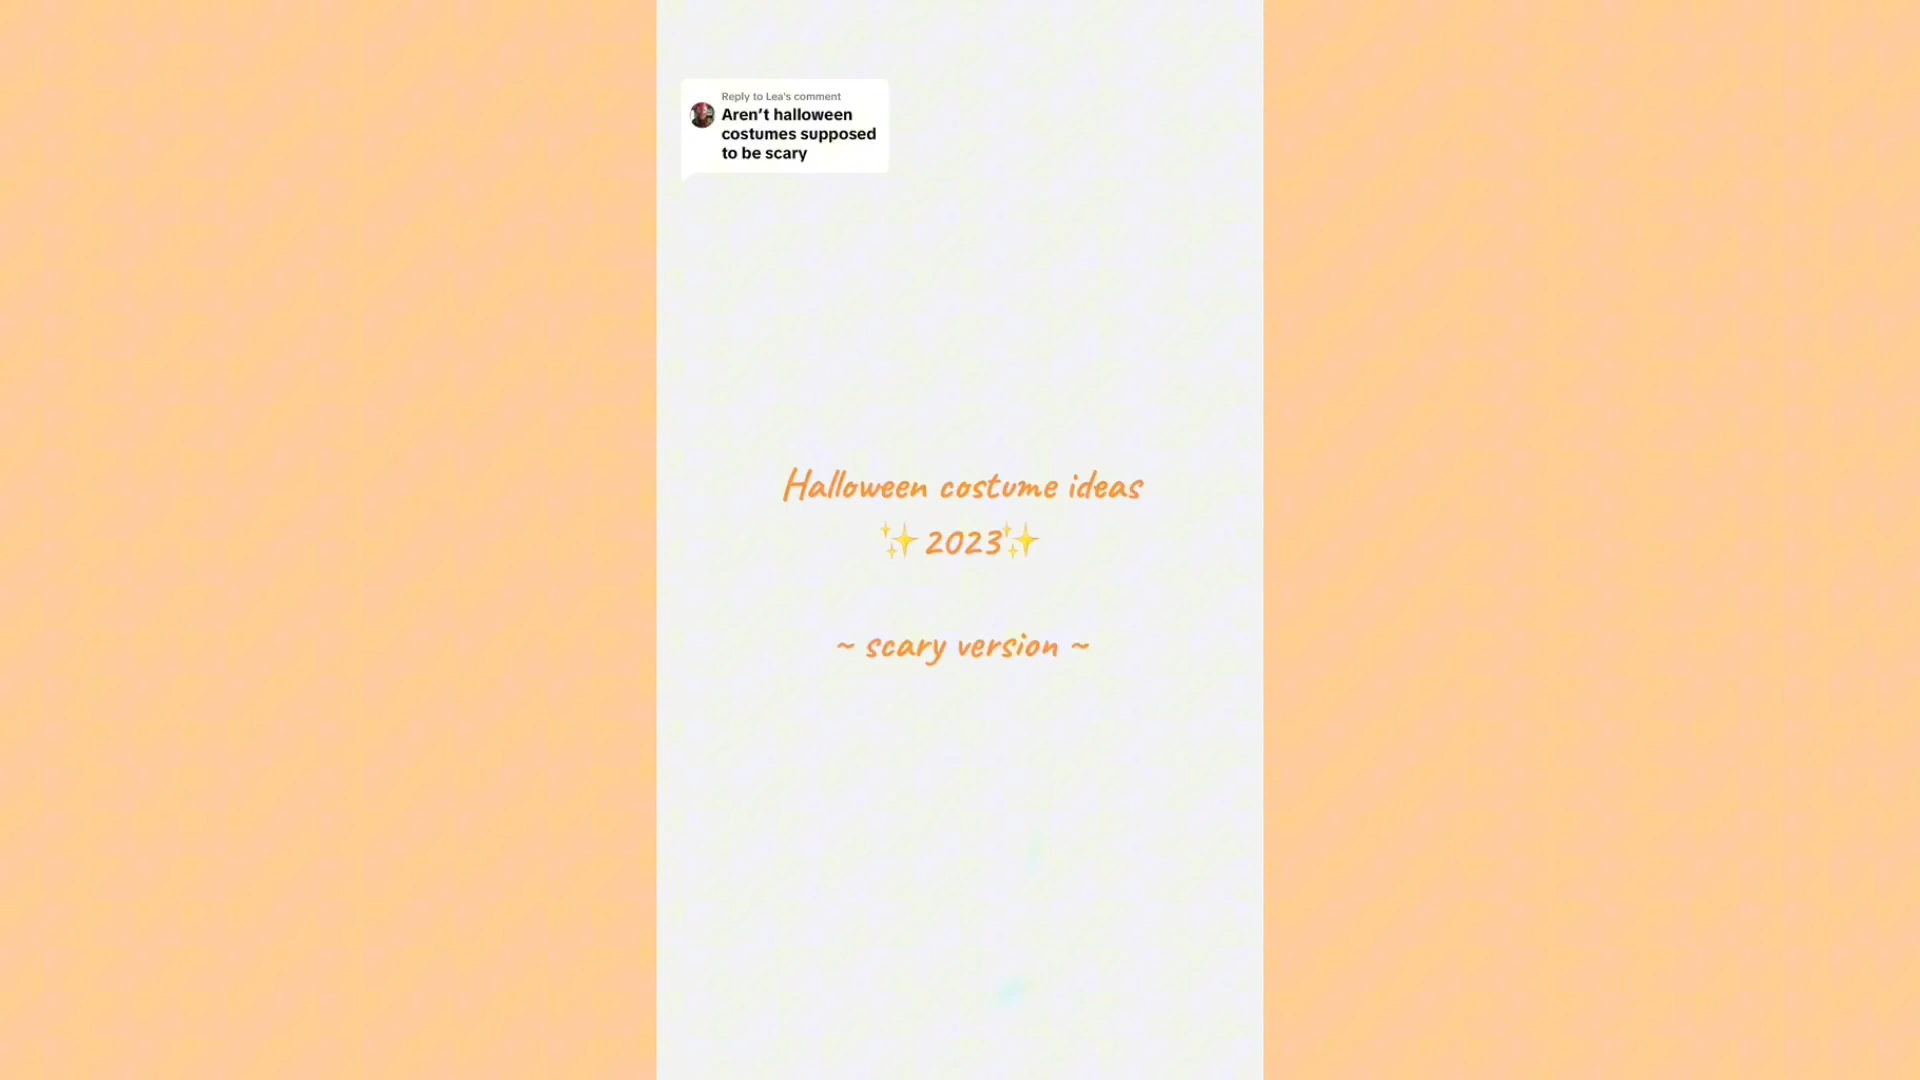 Reply to Lea's comment
Aren’t halloween
costumes supposed
to be scary
Halloween costume ideas
✨2023✨
~ scary version ~